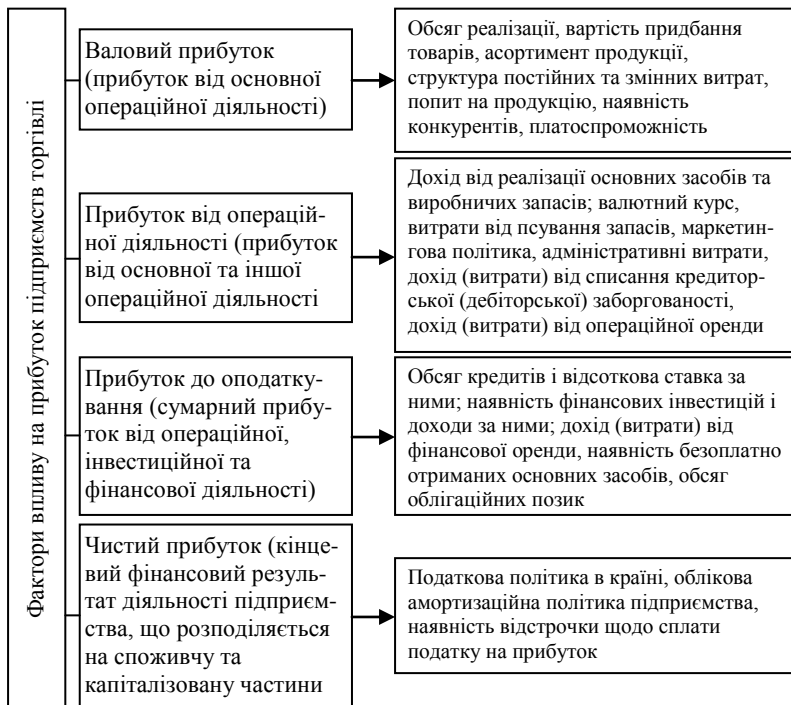 Фактори впливу на прибуток підприємств торгівлі
Валовий прибуток
(прибуток від основної
операційної діяльності)
Обсяг реалізації, вартість придбання
товарів, асортимент продукції,
структура постійних та змінних витрат,
попит на продукцію, наявність
конкурентів, платоспроможність
Прибуток від операцій-
ної діяльності (прибуток
від основної та іншої
операційної діяльності
Дохід від реалізації основних засобів та
виробничих запасів; валютний курс,
витрати від псування запасів, маркетин-
гова політика, адміністративні витрати,
дохід (витрати) від списання кредитор-
ської (дебіторської) заборгованості,
дохід (витрати) від операційної оренди
Прибуток до оподатку-
вання (сумарний прибу-
ток від операційної,
інвестиційної та
фінансової діяльності)
Обсяг кредитів і відсоткова ставка за
ними; наявність фінансових інвестицій і
доходи за ними; дохід (витрати) від
фінансової оренди, наявність безоплатно
отриманих основних засобів, обсяг
облігаційних позик
Чистий прибуток (кінце-
вий фінансовий резуль-
тат діяльності підприєм-
ства, що розподіляється
на споживчу та
капіталізовану частини
Податкова політика в країні, облікова
амортизаційна політика підприємства,
наявність відстрочки щодо сплати
податку на прибуток